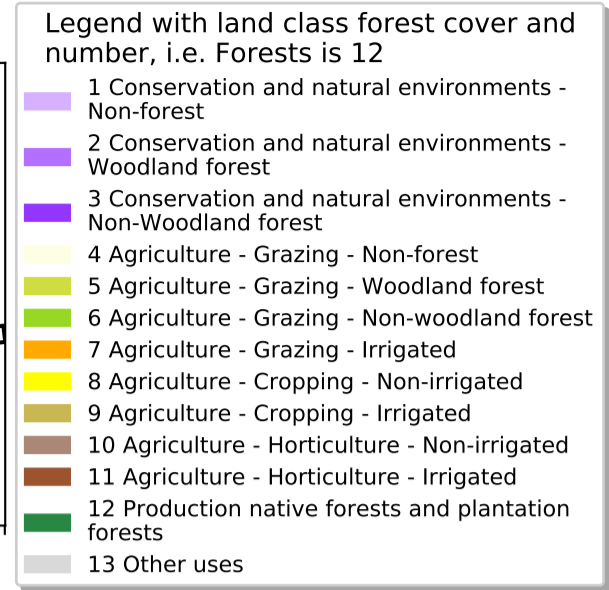 Legend with land class forest cover and
number, i.e. Forests is 12
1 Conservation and natural environments -
Non-forest
2 Conservation and natural environments -
Woodland forest
3 Conservation and natural environments -
Non-Woodland forest
4 Agriculture - Grazing - Non-forest
5 Agriculture - Grazing - Woodland forest
6 Agriculture - Grazing - Non-woodland forest
7 Agriculture - Grazing - Irrigated
8 Agriculture - Cropping - Non-irrigated
9 Agriculture - Cropping - Irrigated
10 Agriculture - Horticulture - Non-irrigated
11 Agriculture - Horticulture - Irrigated
12 Production native forests and plantation
forests
13 Other uses